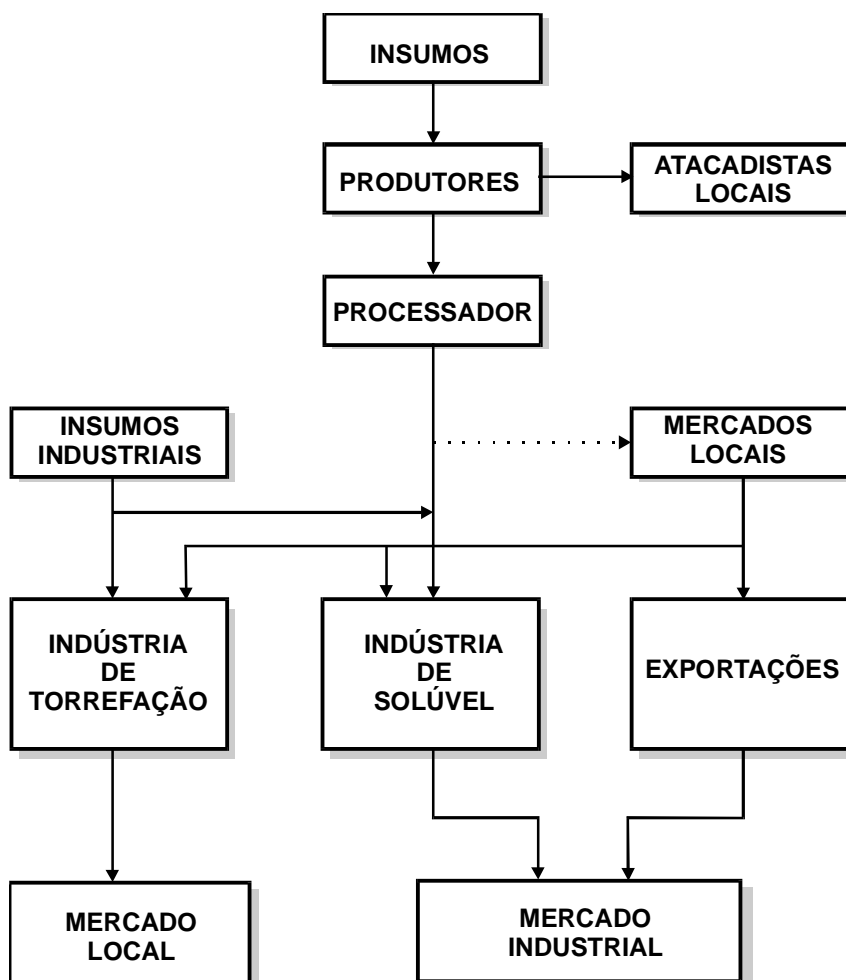 INSUMOS
PRODUTORES
ATACADISTAS
LOCAIS
PROCESSADOR
INSUMOS
INDUSTRIAIS
MERCADOS
LOCAIS
INDÚSTRIA
DE
TORREFAÇÃO
INDÚSTRIA
DE
SOLÚVEL
EXPORTAÇÕES
MERCADO
LOCAL
MERCADO
INDUSTRIAL